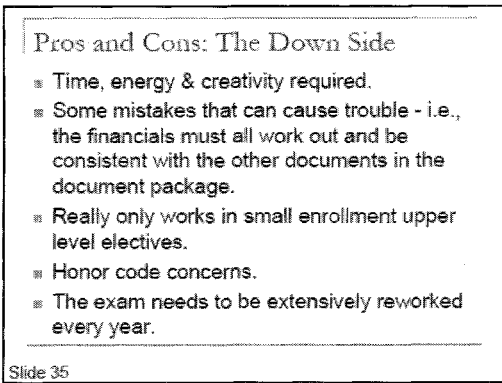 Pros and Cons: The Down Side
Time, energy & creativity required.
Some mistakes that can cause trouble - i.e.,
the financials must all work out and be
consistent with the other documents in the
document package.
Really only works in small enrollment upper
level electives.
Honor code concerns.
The exam needs to be extensively reworked
every year.
Slide 35